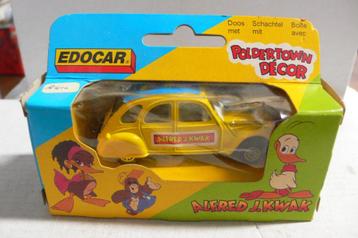 EDOCAR®
Doos met
Schachtel mit
Boîte avec
POLDERTOWN
DÉCOR
ALFRED J. KWAK
ALFRED J. KWAK